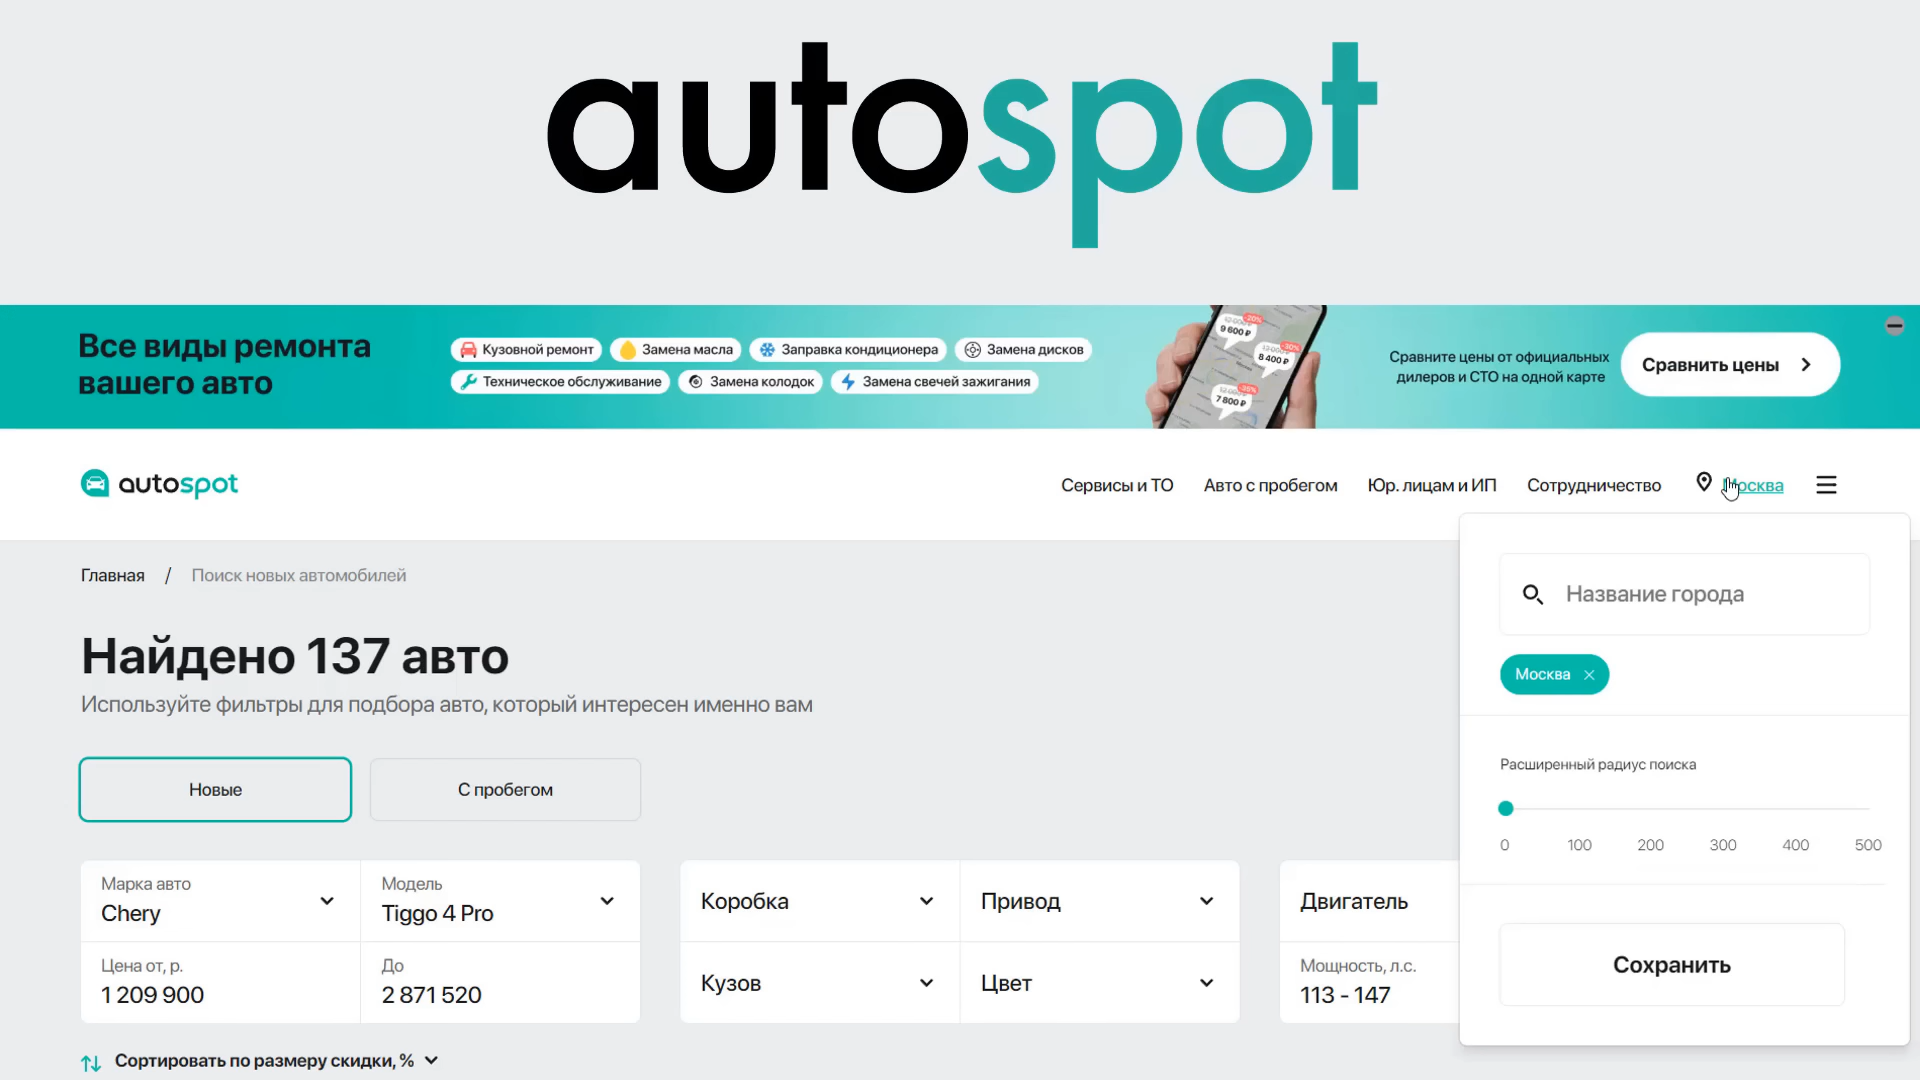 autospot
Все виды ремонта
вашего авто
Кузовной ремонт
Замена масла
Заправка кондиционера
Замена дисков
Техническое обслуживание
Замена колодок
Замена свечей зажигания
-20%
9 600 ₽
-30%
8 400 ₽
-35%
7 800 ₽
Сравните цены от официальных
дилеров и СТО на одной карте
Сравнить цены
autospot
Сервисы и ТО
Авто с пробегом
Юр. лицам и ИП
Сотрудничество
Москва
Главная / Поиск новых автомобилей
Найдено 137 авто
Используйте фильтры для подбора авто, который интересен именно вам
Новые
С пробегом
Марка авто
Chery
Модель
Tiggo 4 Pro
Цена от, р.
1 209 900
До
2 871 520
Коробка
Привод
Кузов
Цвет
Двигатель
Мощность, л.с.
113 - 147
Сортировать по размеру скидки, %
Название города
Москва
Расширенный радиус поиска
0 100 200 300 400 500
Сохранить